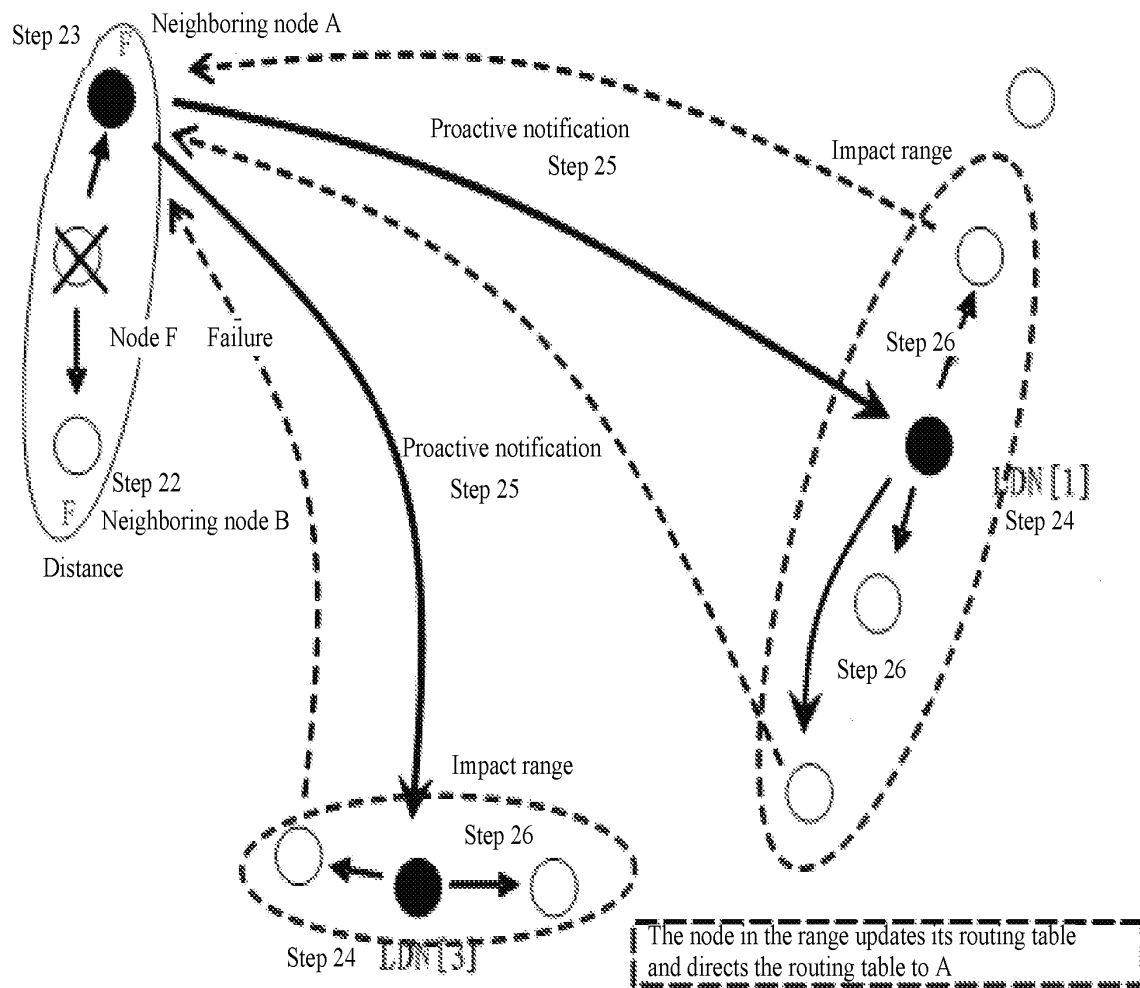 Neighboring node A
Step 23
F
Proactive notification
Step 25
Impact range
Node F Failure
Step 26
Proactive notification
Step 25
Step 22
F
Neighboring node B
LDN[1]
Step 24
Distance
Step 26
Impact range
Step 26
Step 24
LDN[3]
The node in the range updates its routing table
and directs the routing table to A